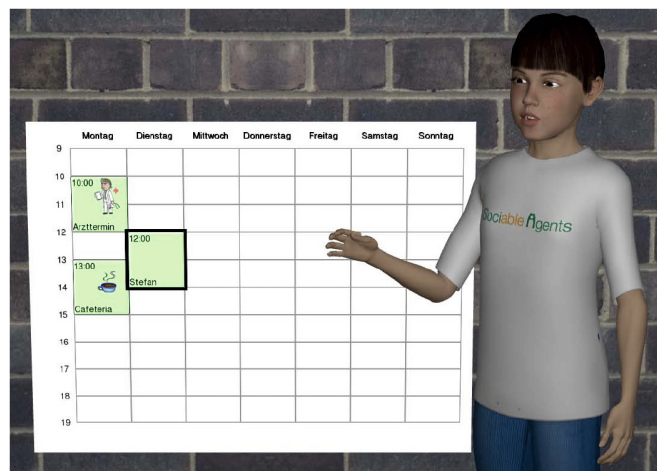 Montag Dienstag Mittwoch Donnerstag Freitag Samstag Sonntag
9
10
10:00
11
Arzttermin
12
12:00
13
13:00
14
Stefan
Cafeteria
15
16
17
18
19
Sociable Agents